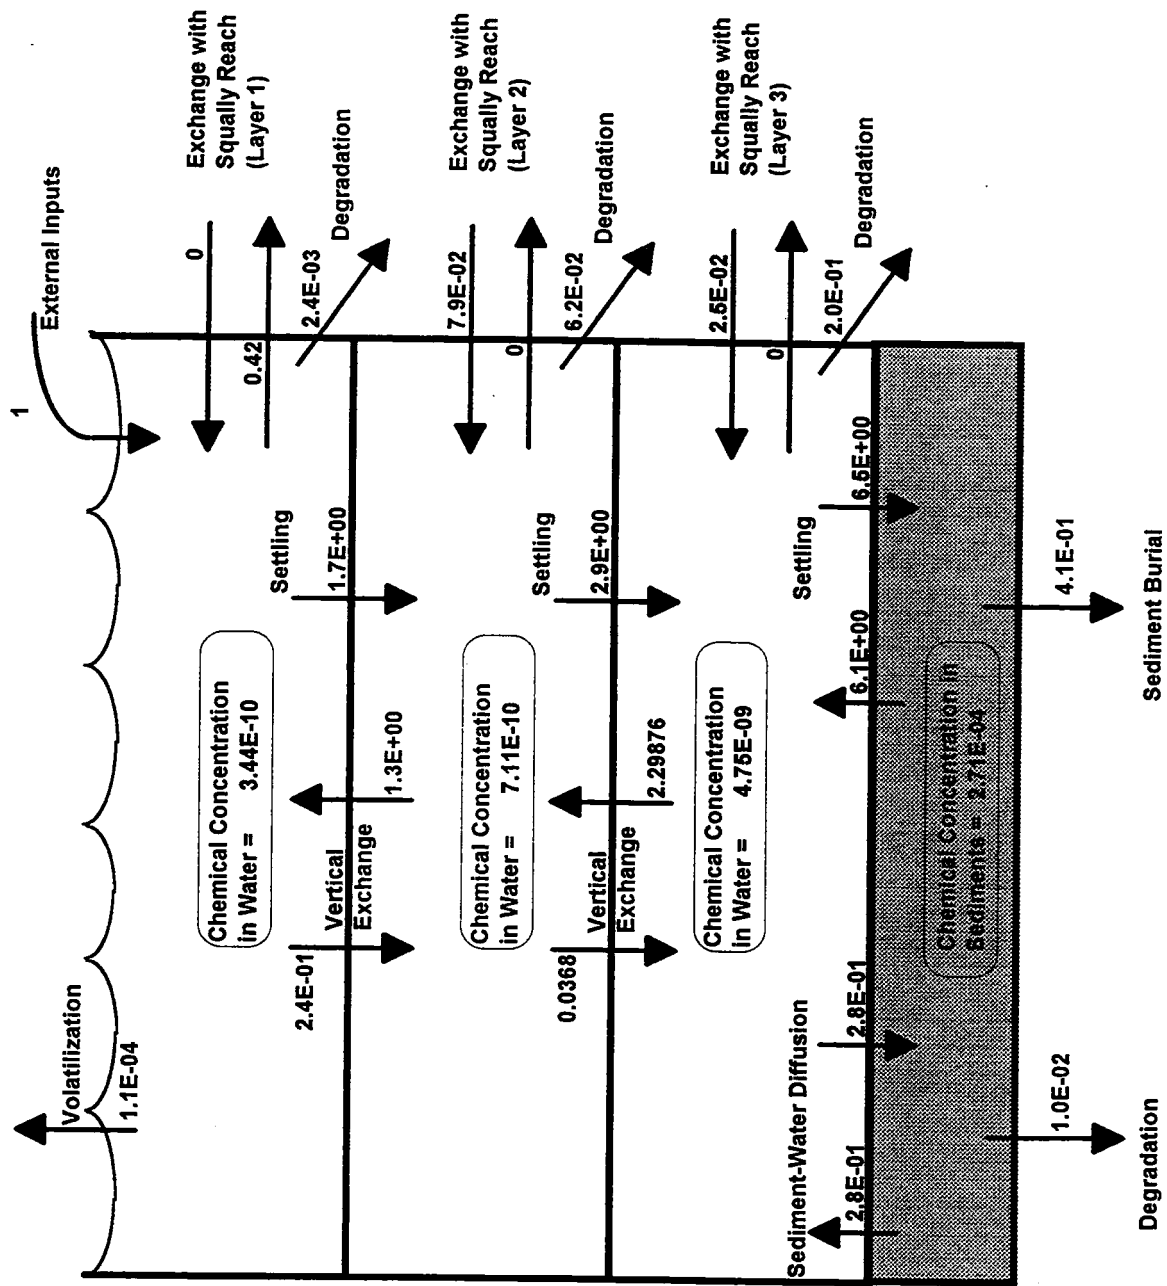 1
External Inputs
Volatilization
1.1E-04
Exchange with
Squally Reach
(Layer 1)
0
0.42
2.4E-03
Degradation
Chemical Concentration
in Water = 3.44E-10
Settling
1.7E+00
1.3E+00
Vertical
Exchange
2.4E-01
Exchange with
Squally Reach
(Layer 2)
7.9E-02
0
6.2E-02
Degradation
Chemical Concentration
in Water = 7.11E-10
Settling
2.9E+00
2.29876
Vertical
Exchange
0.0368
Exchange with
Squally Reach
(Layer 3)
2.5E-02
0
2.0E-01
Degradation
Chemical Concentration
in Water = 4.75E-09
Settling
6.5E+00
6.1E+00
Sediment-Water Diffusion
2.8E-01
2.8E-01
Chemical Concentration in
Sediments = 2.71E-04
4.1E-01
Sediment Burial
1.0E-02
Degradation